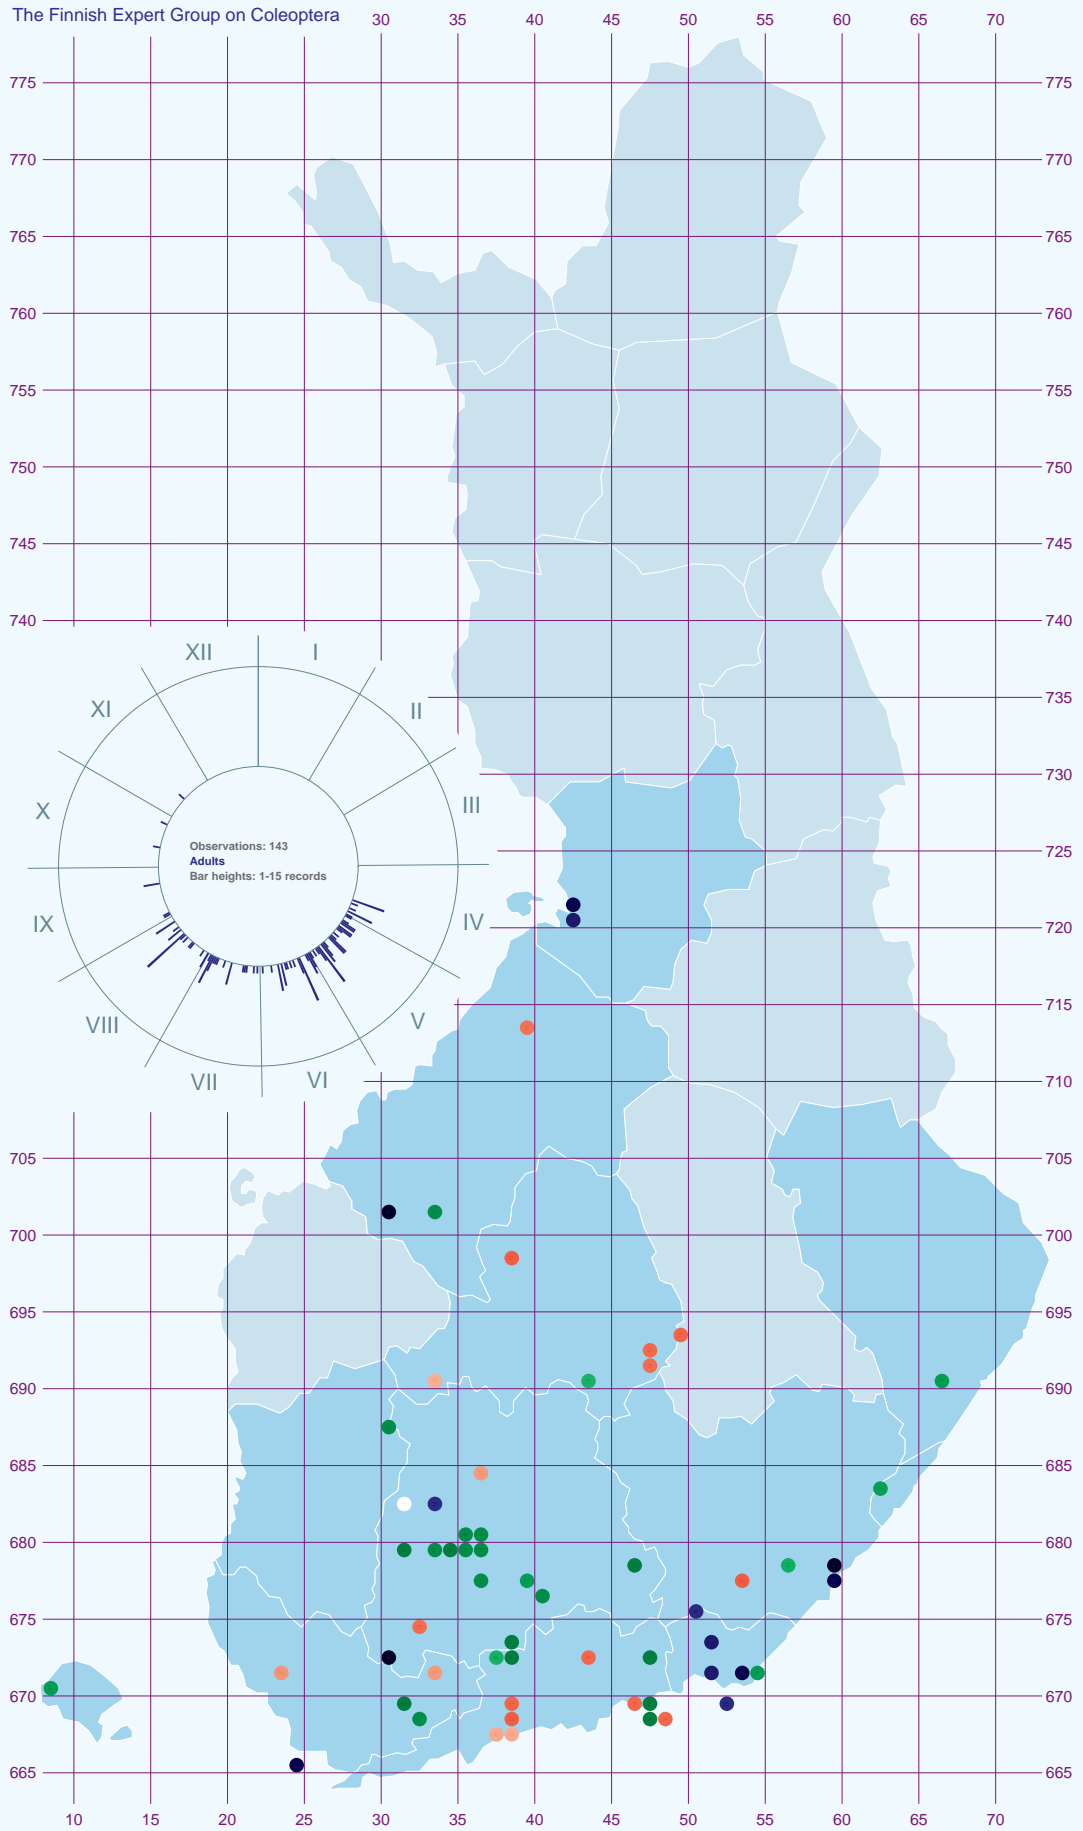 The Finnish Expert Group on Coleoptera
30 35 40 45 50 55 60 65 70
775 775
770 770
765 765
760 760
755 755
750 750
745 745
740 740
XII I
735
XI II
730
X III
725
Observations: 143
Adults
Bar heights: 1-15 records
IX IV 720
715
VIII V
VII VI 710
705 705
700 700
695 695
690 690
685 685
680 680
675 675
670 670
665 665
10 15 20 25 30 35 40 45 50 55 60 65 70